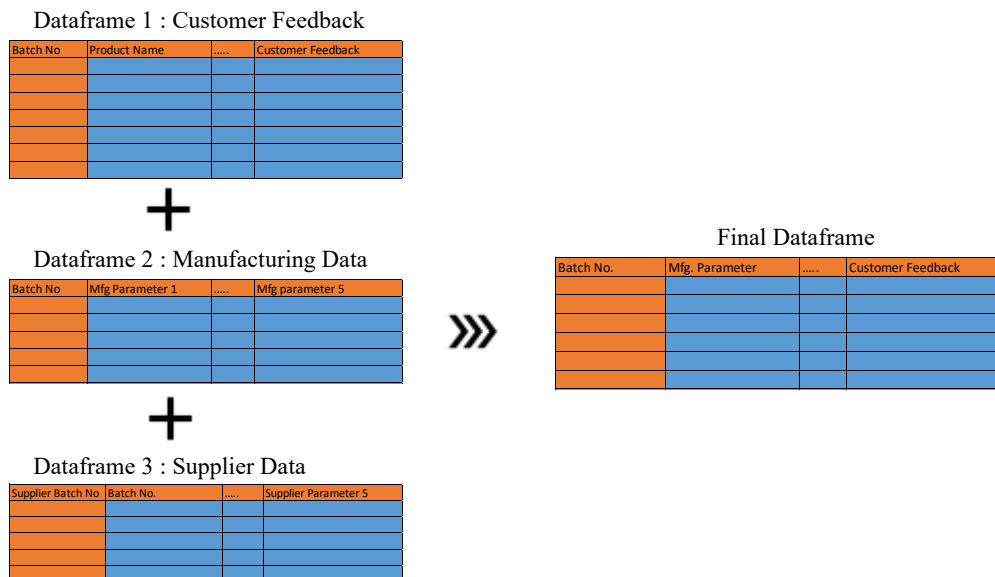 Dataframe 1 : Customer Feedback
Batch No Product Name ..... Customer Feedback
Dataframe 2 : Manufacturing Data
Batch No Mfg Parameter 1 ..... Mfg parameter 5
Dataframe 3 : Supplier Data
Supplier Batch No Batch No. ..... Supplier Parameter 5
Final Dataframe
Batch No. Mfg. Parameter ..... Customer Feedback